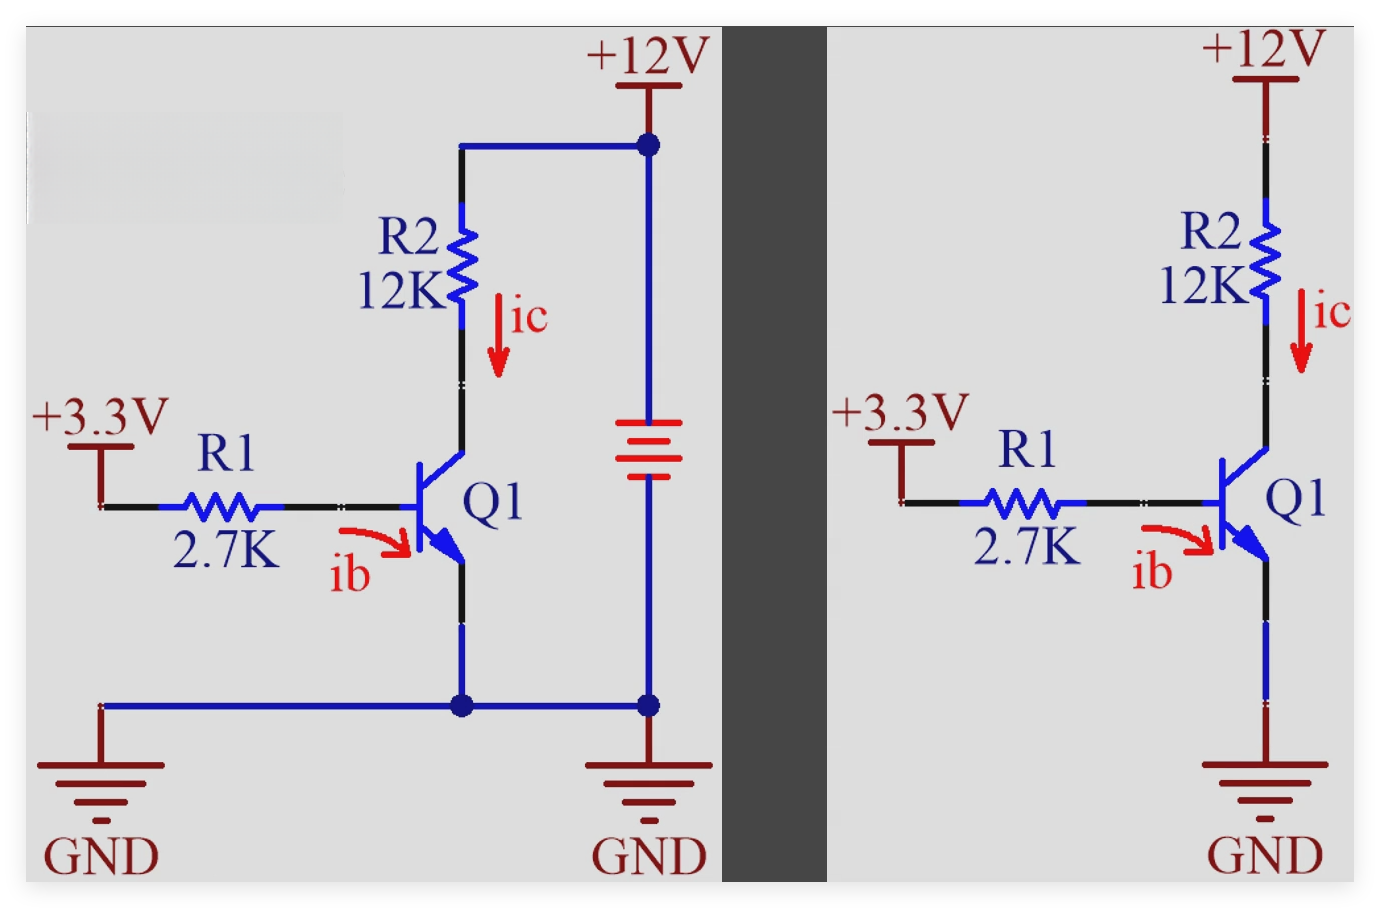 +12V
R2
12K
ic
+3.3V
R1
2.7K
ib
Q1
GND
GND
+12V
R2
12K
ic
+3.3V
R1
2.7K
ib
Q1
GND